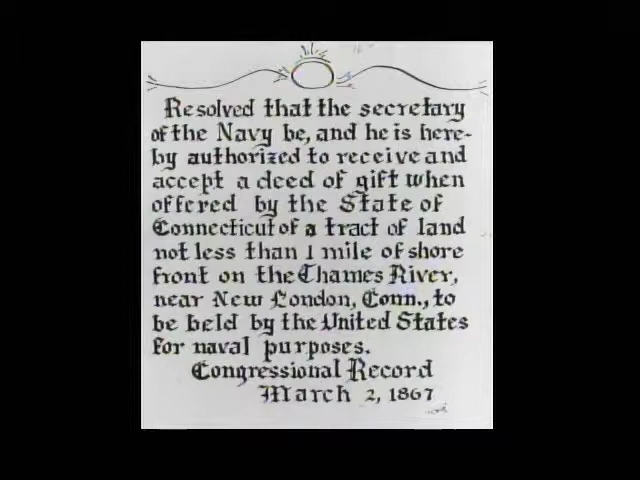 Resolved that the secretary
of the Navy be, and he is here-
by authorized to receive and
accept a deed of gift when
offered by the State of
Connecticut of a tract of land
not less than 1 mile of shore
front on the Thames River,
near New London, Conn., to
be held by the United States
for naval purposes.
Congressional Record
March 2, 1867